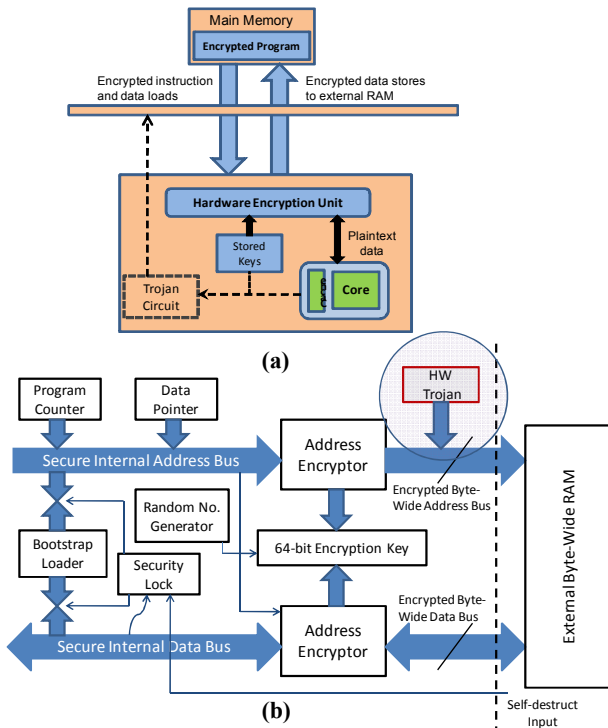 Main Memory
Encrypted Program
Encrypted instruction
and data loads
Encrypted data stores
to external RAM
Hardware Encryption Unit
Stored
Keys
Plaintext
data
Trojan
Circuit
Core
(a)
Program
Counter
Data
Pointer
HW
Trojan
Secure Internal Address Bus
Address
Encryptor
Encrypted Byte-
Wide Address Bus
Random No.
Generator
64-bit Encryption Key
Bootstrap
Loader
Security
Lock
External Byte-Wide RAM
Address
Encryptor
Encrypted Byte-
Wide Data Bus
Secure Internal Data Bus
Self-destruct
Input
(b)